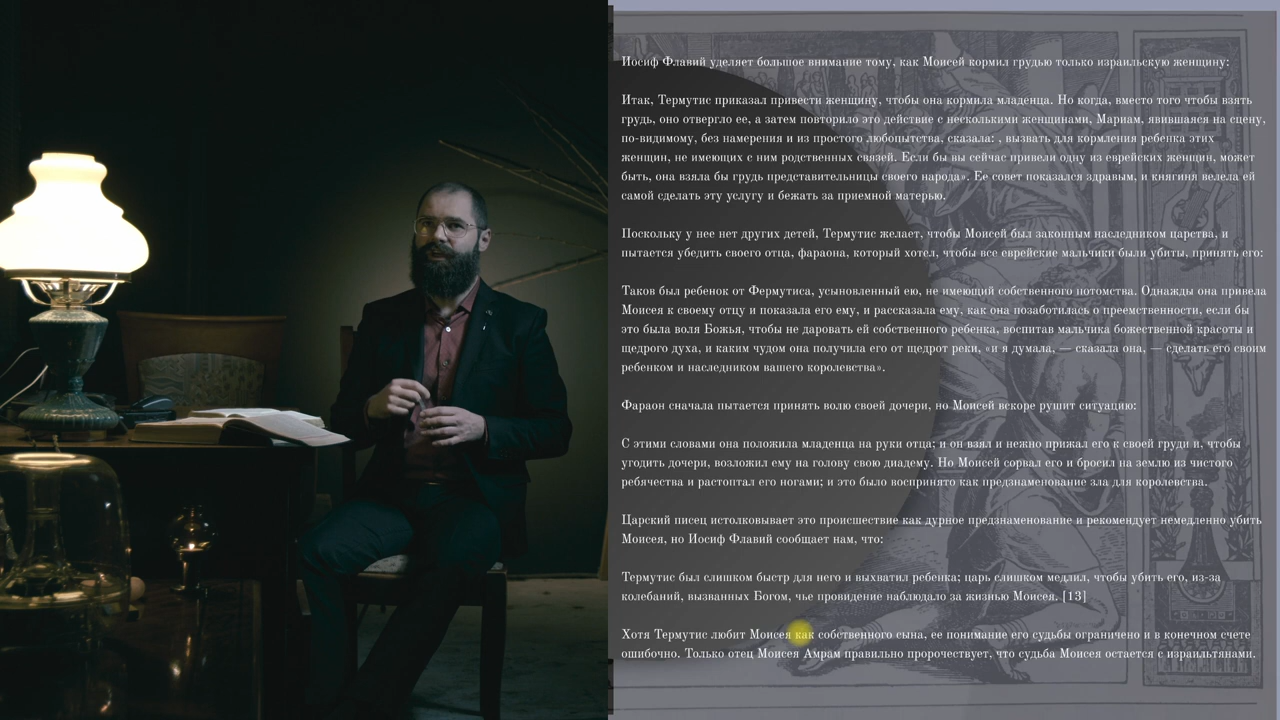 Иосиф Флавий уделяет большое внимание тому, как Моисей кормил грудью только израильскую женщину:
Итак, Термутис приказал привести женщину, чтобы она кормила младенца. Но когда, вместо того чтобы взять
грудь, оно отвергло ее, а затем повторило это действие с несколькими женщинами, Мариам, явившаяся на сцену,
по-видимому, без намерения и из простого любопытства, сказала: , вызвать для кормления ребенка этих
женщин, не имеющих с ним родственных связей. Если бы вы сейчас привели одну из еврейских женщин, может
быть, она взяла бы грудь представительницы своего народа». Ее совет показался здравым, и княгиня велела ей
самой сделать эту услугу и бежать за приемной матерью.
Поскольку у нее нет других детей, Термутис желает, чтобы Моисей был законным наследником царства, и
пытается убедить своего отца, фараона, который хотел, чтобы все еврейские мальчики были убиты, принять его:
Таков был ребенок от Фермутиса, усыновленный ею, не имеющий собственного потомства. Однажды она привела
Моисея к своему отцу и показала его ему, и рассказала ему, как она позаботилась о преемственности, если бы
это была воля Божья, чтобы не даровать ей собственного ребенка, воспитав мальчика божественной красоты и
щедрого духа, и каким чудом она получила его от щедрот реки, «и я думала, — сказала она, — сделать его своим
ребенком и наследником вашего королевства».
Фараон сначала пытается принять волю своей дочери, но Моисей вскоре рушит ситуацию:
С этими словами она положила младенца на руки отца; и он взял и нежно прижал его к своей груди и, чтобы
угодить дочери, возложил ему на голову свою диадему. Но Моисей сорвал его и бросил на землю из чистого
ребячества и растоптал его ногами; и это было воспринято как предзнаменование зла для королевства.
Царский писец истолковывает это происшествие как дурное предзнаменование и рекомендует немедленно убить
Моисея, но Иосиф Флавий сообщает нам, что:
Термутис был слишком быстр для него и выхватил ребенка; царь слишком медлил, чтобы убить его, из-за
колебаний, вызванных Богом, чье провидение наблюдало за жизнью Моисея. [13]
Хотя Термутис любит Моисея как собственного сына, ее понимание его судьбы ограничено и в конечном счете
ошибочно. Только отец Моисея Амрам правильно пророчествует, что судьба Моисея остается с израильтянами.